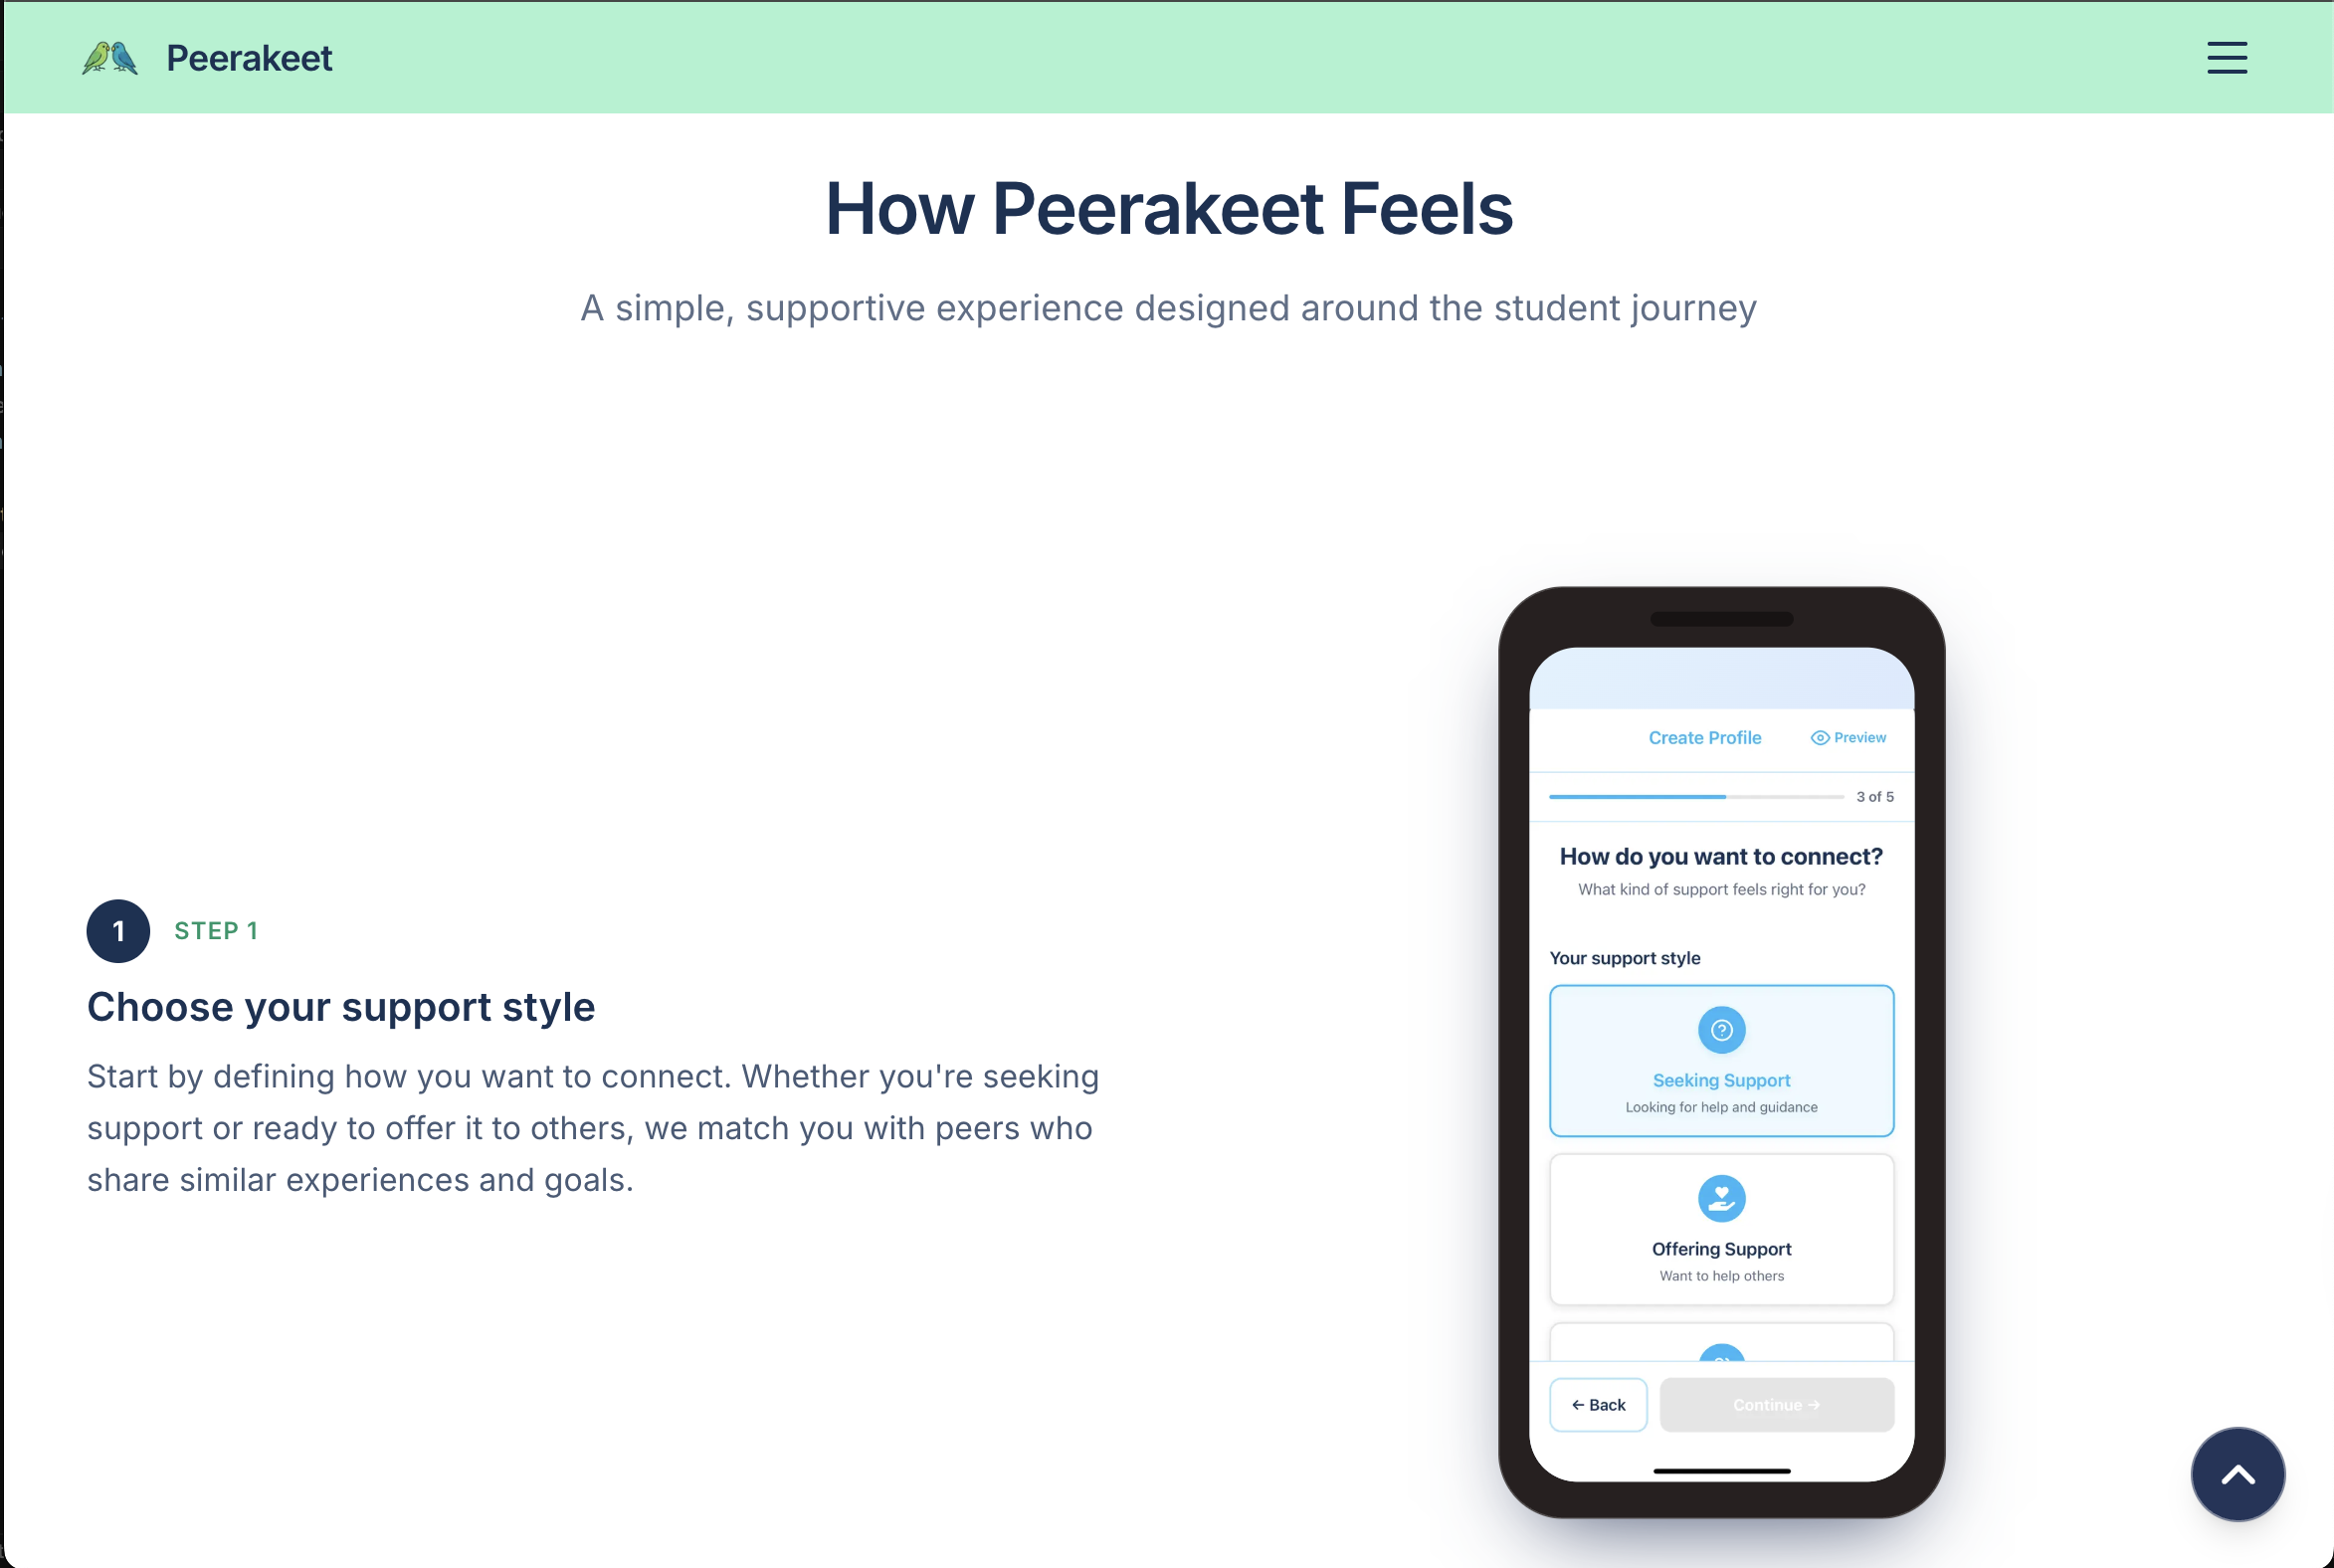 Peerakeet
How Peerakeet Feels
A simple, supportive experience designed around the student journey
1
STEP 1
Choose your support style
Start by defining how you want to connect. Whether you're seeking
support or ready to offer it to others, we match you with peers who
share similar experiences and goals.
Create Profile
Preview
3 of 5
How do you want to connect?
What kind of support feels right for you?
Your support style
Seeking Support
Looking for help and guidance
Offering Support
Want to help others
← Back
Continue →